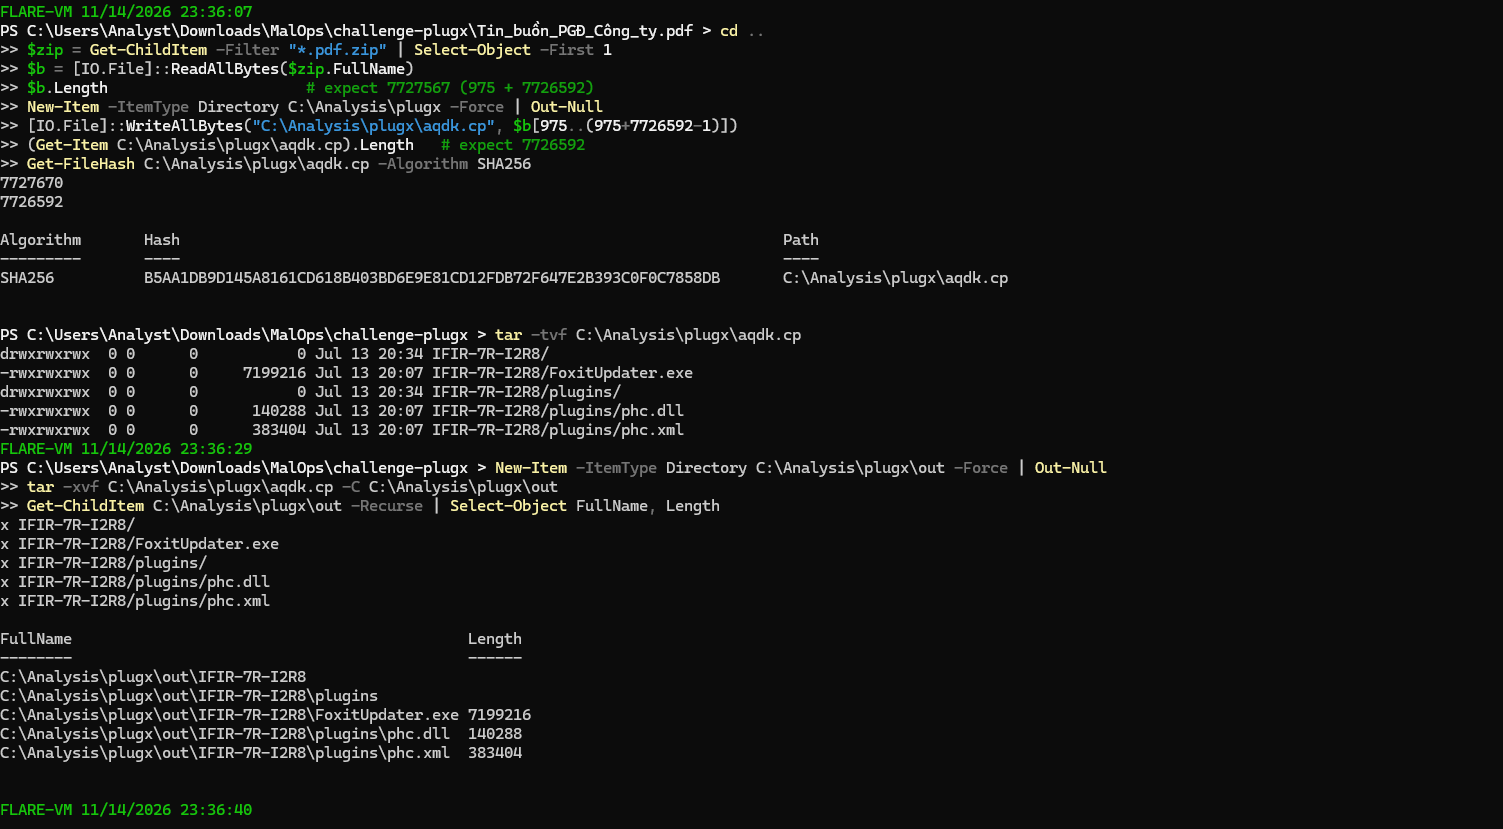 FLARE-VM 11/14/2026 23:36:07
PS C:\Users\Analyst\Downloads\MalOps\challenge-plugx\Tin_buồn_PGĐ_Công_ty.pdf > cd ..
>> $zip = Get-ChildItem -Filter "*.pdf.zip" | Select-Object -First 1
>> $b = [IO.File]::ReadAllBytes($zip.FullName)
>> $b.Length                      # expect 7727567 (975 + 7726592)
>> New-Item -ItemType Directory C:\Analysis\plugx -Force | Out-Null
>> [IO.File]::WriteAllBytes("C:\Analysis\plugx\aqdk.cp", $b[975..(975+7726592-1)])
>> (Get-Item C:\Analysis\plugx\aqdk.cp).Length   # expect 7726592
>> Get-FileHash C:\Analysis\plugx\aqdk.cp -Algorithm SHA256
7727670
7726592
Algorithm       Hash                                                                   Path
---------       ----                                                                   ----
SHA256          B5AA1DB9D145A8161CD618B403BD6E9E81CD12FDB72F647E2B393C0F0C7858DB       C:\Analysis\plugx\aqdk.cp
PS C:\Users\Analyst\Downloads\MalOps\challenge-plugx > tar -tvf C:\Analysis\plugx\aqdk.cp
drwxrwxrwx  0 0      0           0 Jul 13 20:34 IFIR-7R-I2R8/
-rwxrwxrwx  0 0      0     7199216 Jul 13 20:07 IFIR-7R-I2R8/FoxitUpdater.exe
drwxrwxrwx  0 0      0           0 Jul 13 20:34 IFIR-7R-I2R8/plugins/
-rwxrwxrwx  0 0      0      140288 Jul 13 20:07 IFIR-7R-I2R8/plugins/phc.dll
-rwxrwxrwx  0 0      0      383404 Jul 13 20:07 IFIR-7R-I2R8/plugins/phc.xml
FLARE-VM 11/14/2026 23:36:29
PS C:\Users\Analyst\Downloads\MalOps\challenge-plugx > New-Item -ItemType Directory C:\Analysis\plugx\out -Force | Out-Null
>> tar -xvf C:\Analysis\plugx\aqdk.cp -C C:\Analysis\plugx\out
>> Get-ChildItem C:\Analysis\plugx\out -Recurse | Select-Object FullName, Length
x IFIR-7R-I2R8/
x IFIR-7R-I2R8/FoxitUpdater.exe
x IFIR-7R-I2R8/plugins/
x IFIR-7R-I2R8/plugins/phc.dll
x IFIR-7R-I2R8/plugins/phc.xml
FullName                                            Length
--------                                            ------
C:\Analysis\plugx\out\IFIR-7R-I2R8
C:\Analysis\plugx\out\IFIR-7R-I2R8\plugins
C:\Analysis\plugx\out\IFIR-7R-I2R8\FoxitUpdater.exe 7199216
C:\Analysis\plugx\out\IFIR-7R-I2R8\plugins\phc.dll  140288
C:\Analysis\plugx\out\IFIR-7R-I2R8\plugins\phc.xml  383404
FLARE-VM 11/14/2026 23:36:40